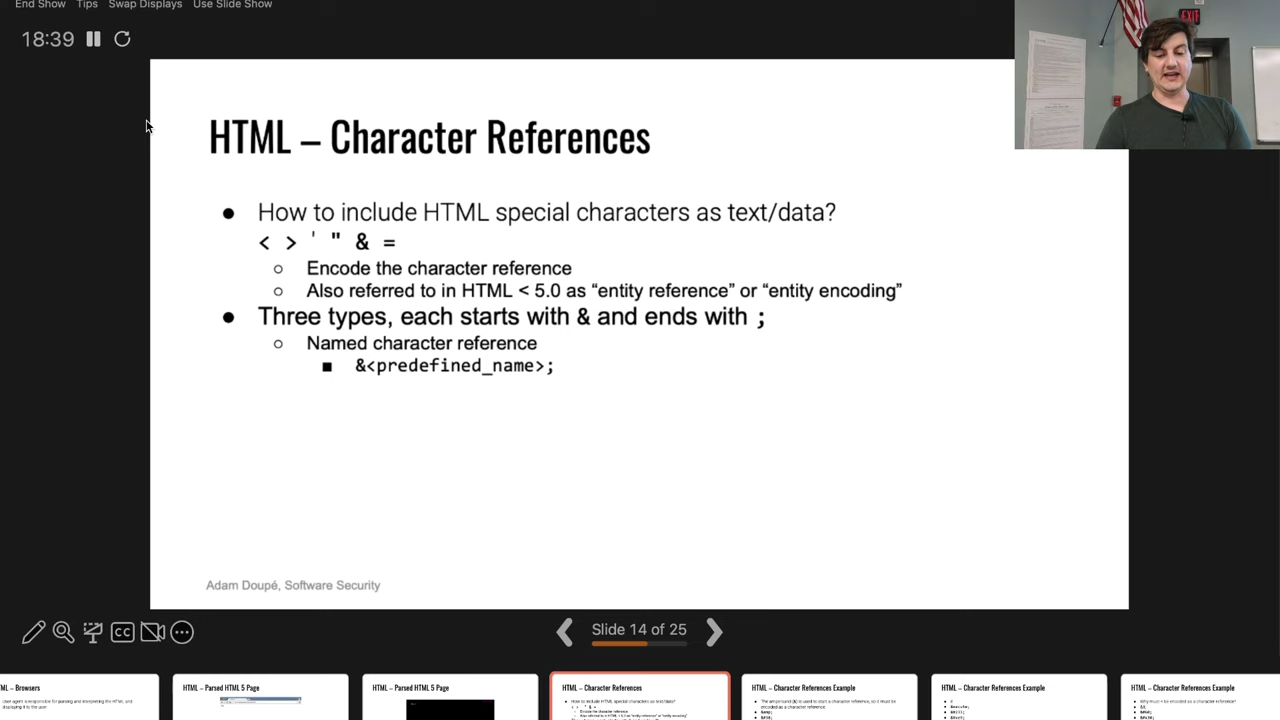 End Show Tips Swap Displays Use Slide Show
18:39
EXIT
HTML – Character References
● How to include HTML special characters as text/data?
< > ' " & =
○ Encode the character reference
○ Also referred to in HTML < 5.0 as “entity reference” or “entity encoding”
● Three types, each starts with & and ends with ;
○ Named character reference
■ &<predefined_name>;
Adam Doupé, Software Security
CC
Slide 14 of 25
ML – Browsers
HTML – Parsed HTML 5 Page
HTML – Parsed HTML 5 Page
HTML – Character References
HTML – Character References Example
HTML – Character References Example
HTML – Character References Example